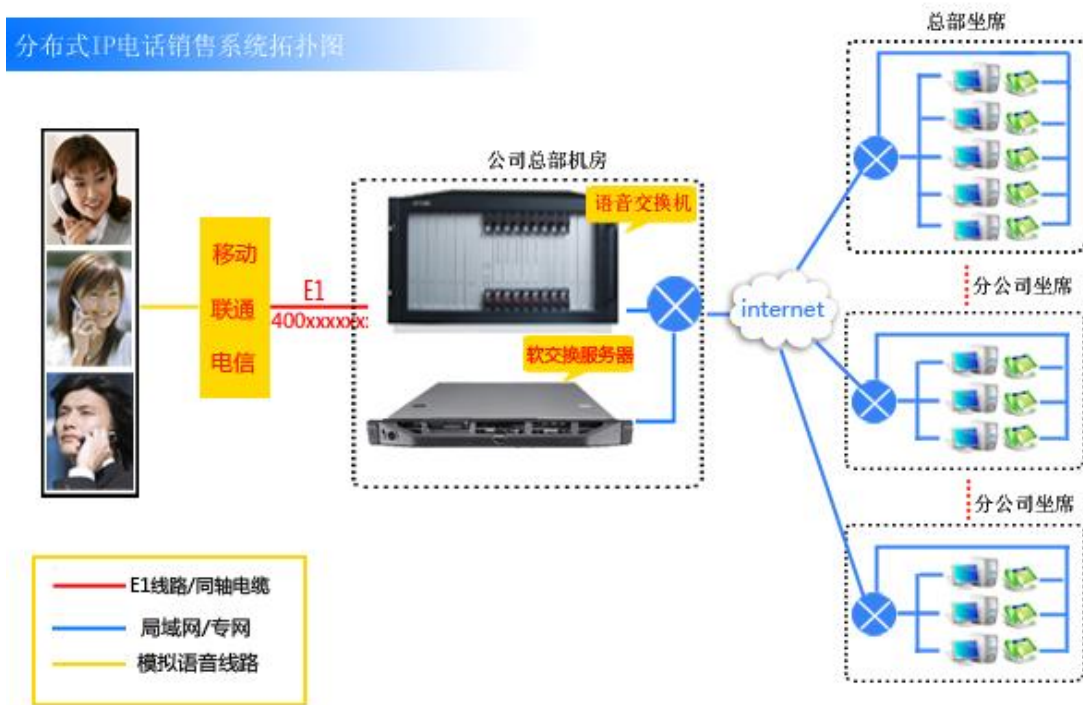 分布式IP电话销售系统拓扑图
总部坐席
公司总部机房
语音交换机
移动
联通
电信
E1
400xxxxxx:
软交换服务器
internet
分公司坐席
分公司坐席
E1线路/同轴电缆
局域网/专网
模拟语音线路